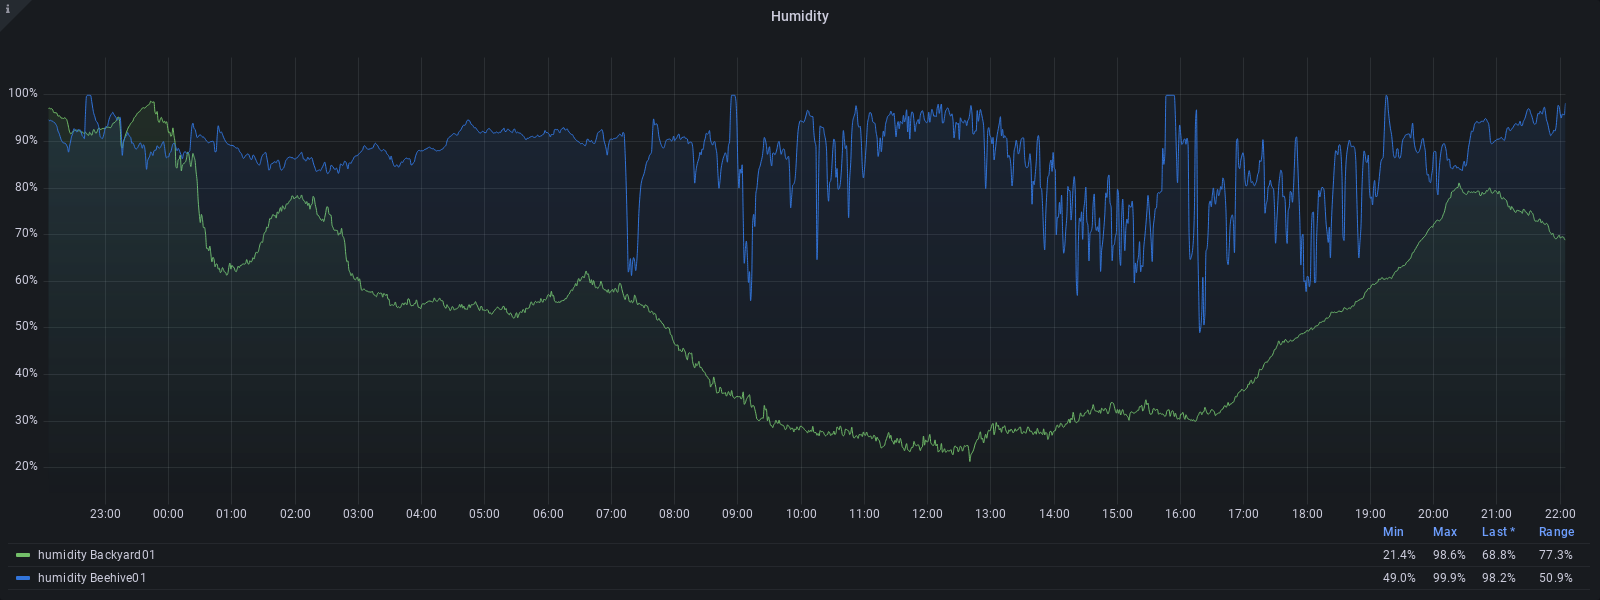 i
Humidity
100%
90%
80%
70%
60%
50%
40%
30%
20%
23:00 00:00 01:00 02:00 03:00 04:00 05:00 06:00 07:00 08:00 09:00 10:00 11:00 12:00 13:00 14:00 15:00 16:00 17:00 18:00 19:00 20:00 21:00 22:00
Min Max Last * Range
humidity Backyard01 21.4% 98.6% 68.8% 77.3%
humidity Beehive01 49.0% 99.9% 98.2% 50.9%